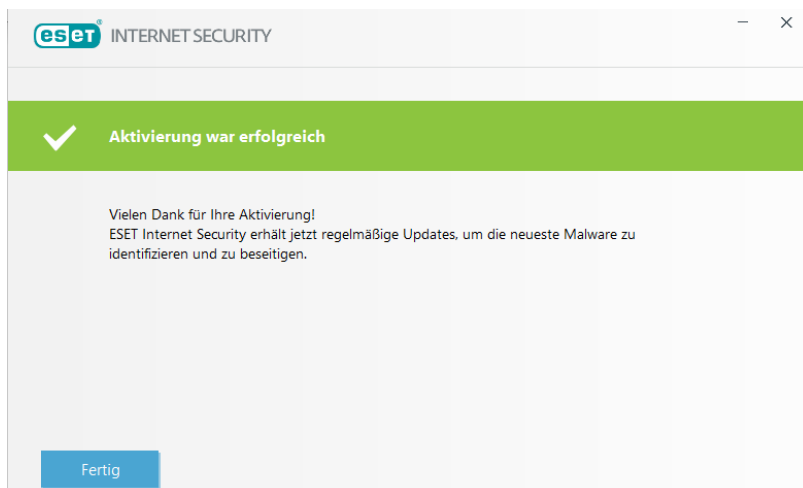 eset® INTERNET SECURITY
Aktivierung war erfolgreich
Vielen Dank für Ihre Aktivierung!
ESET Internet Security erhält jetzt regelmäßige Updates, um die neueste Malware zu
identifizieren und zu beseitigen.
Fertig